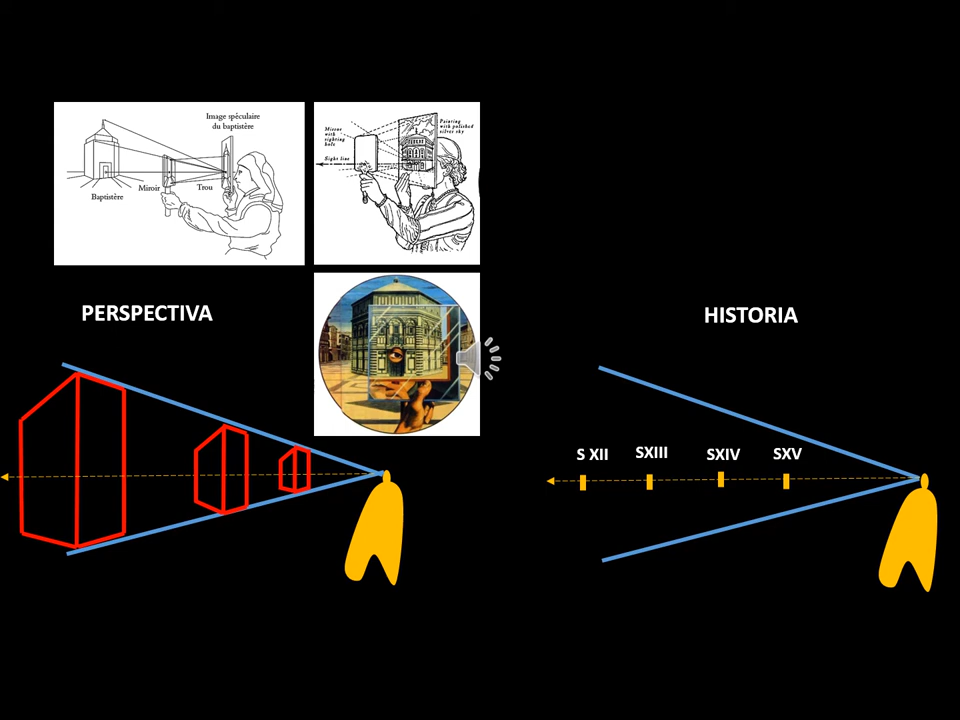 Image spéculaire
du baptistère
Miroir
Trou
Baptistère
Mirror
with
sighting
hole
Sight line
Painting
with polished
silver sky
PERSPECTIVA
HISTORIA
S XII
SXIII
SXIV
SXV